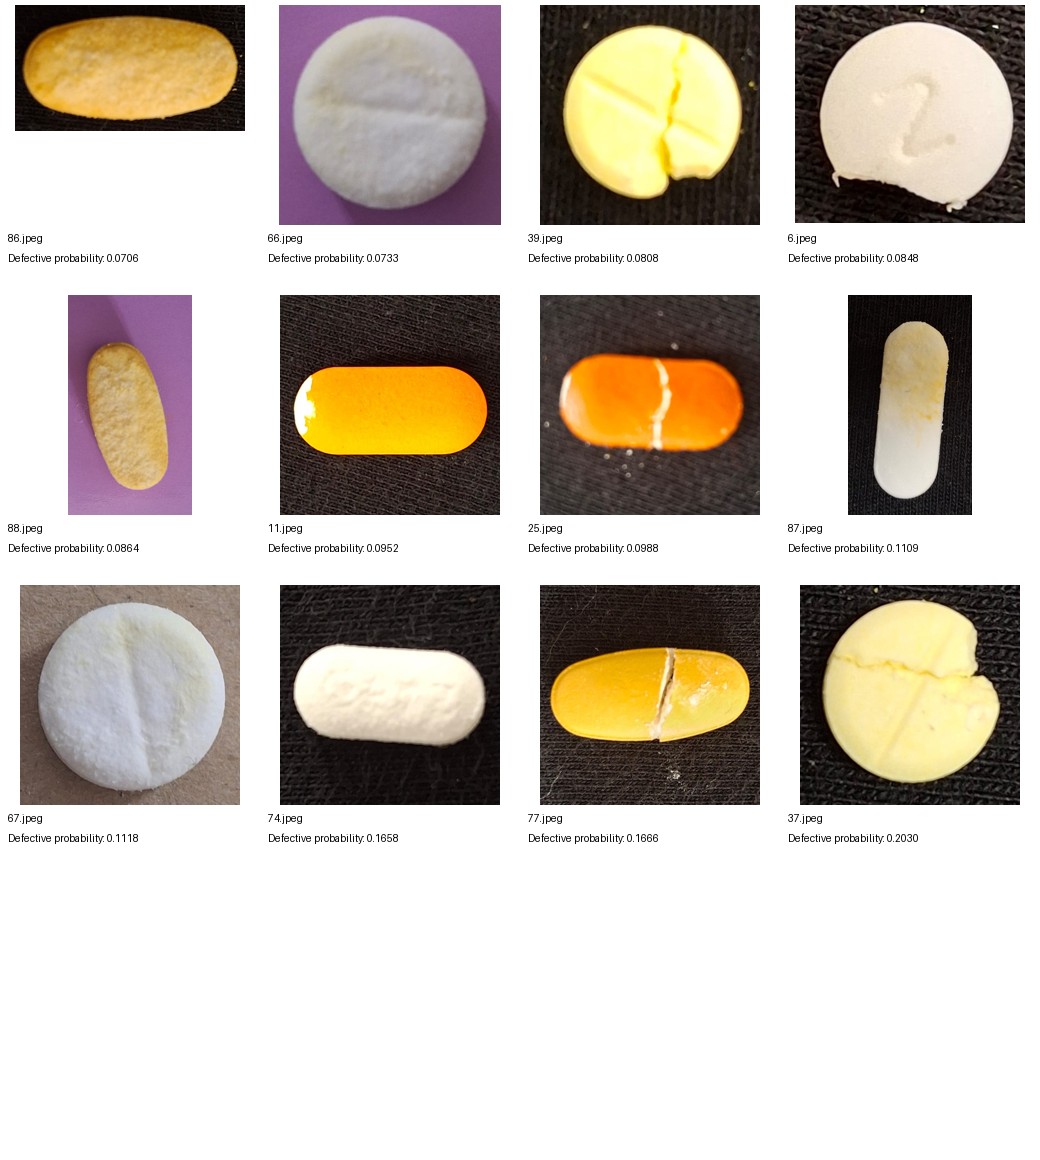 2
86.jpeg
Defective probability: 0.0706
66.jpeg
Defective probability: 0.0733
39.jpeg
Defective probability: 0.0808
6.jpeg
Defective probability: 0.0848
88.jpeg
Defective probability: 0.0864
11.jpeg
Defective probability: 0.0952
25.jpeg
Defective probability: 0.0988
87.jpeg
Defective probability: 0.1109
67.jpeg
Defective probability: 0.1118
74.jpeg
Defective probability: 0.1658
77.jpeg
Defective probability: 0.1666
37.jpeg
Defective probability: 0.2030